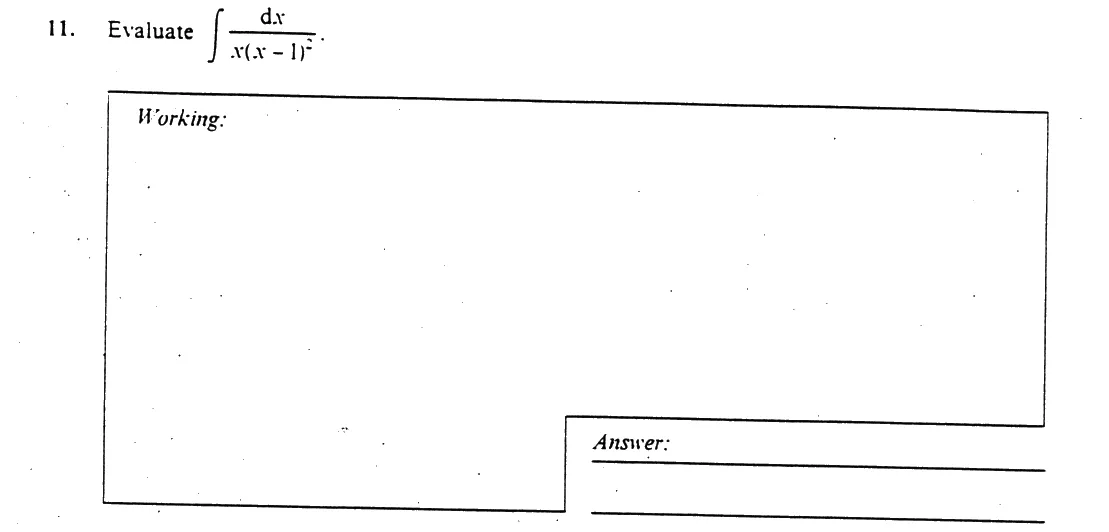 11. Evaluate ∫ dx / x(x – 1)².
Working:
Answer: